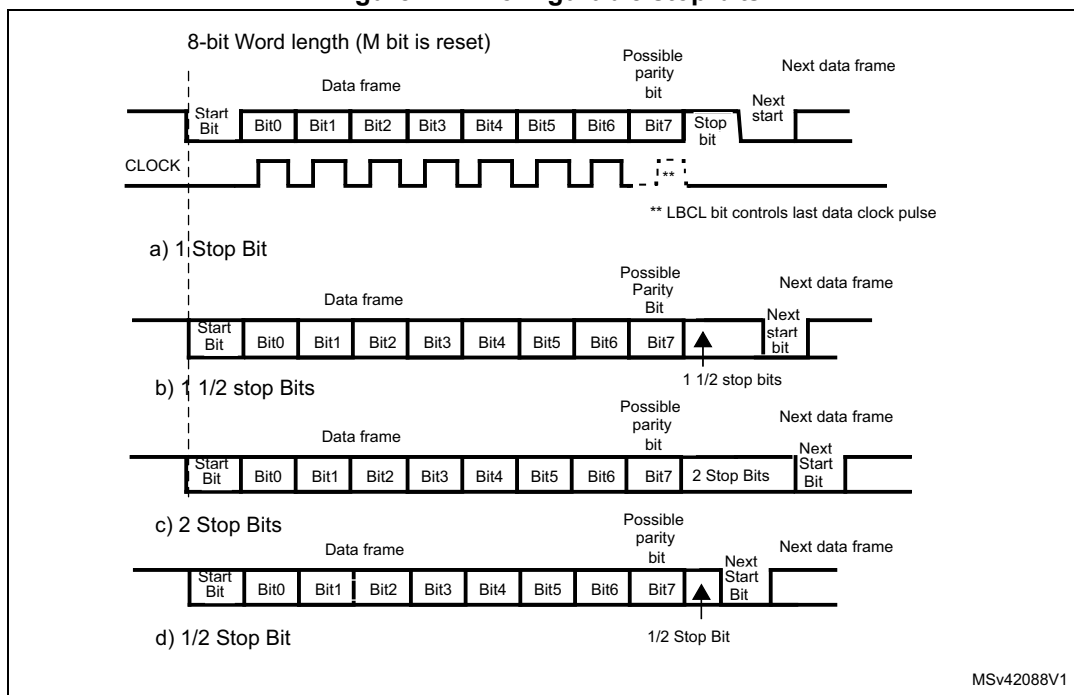 8-bit Word length (M bit is reset)
Possible parity bit
Next data frame
Data frame
Start Bit Bit0 Bit1 Bit2 Bit3 Bit4 Bit5 Bit6 Bit7 Stop bit Next start
CLOCK
**
** LBCL bit controls last data clock pulse
a) 1 Stop Bit
Possible Parity Bit
Next data frame
Data frame
Start Bit Bit0 Bit1 Bit2 Bit3 Bit4 Bit5 Bit6 Bit7 Next start bit
1 1/2 stop bits
b) 1 1/2 stop Bits
Possible parity bit
Next data frame
Data frame
Start Bit Bit0 Bit1 Bit2 Bit3 Bit4 Bit5 Bit6 Bit7 2 Stop Bits Next Start Bit
c) 2 Stop Bits
Possible parity bit
Next data frame
Data frame
Start Bit Bit0 Bit1 Bit2 Bit3 Bit4 Bit5 Bit6 Bit7 Next Start Bit
1/2 Stop Bit
d) 1/2 Stop Bit
MSv42088V1